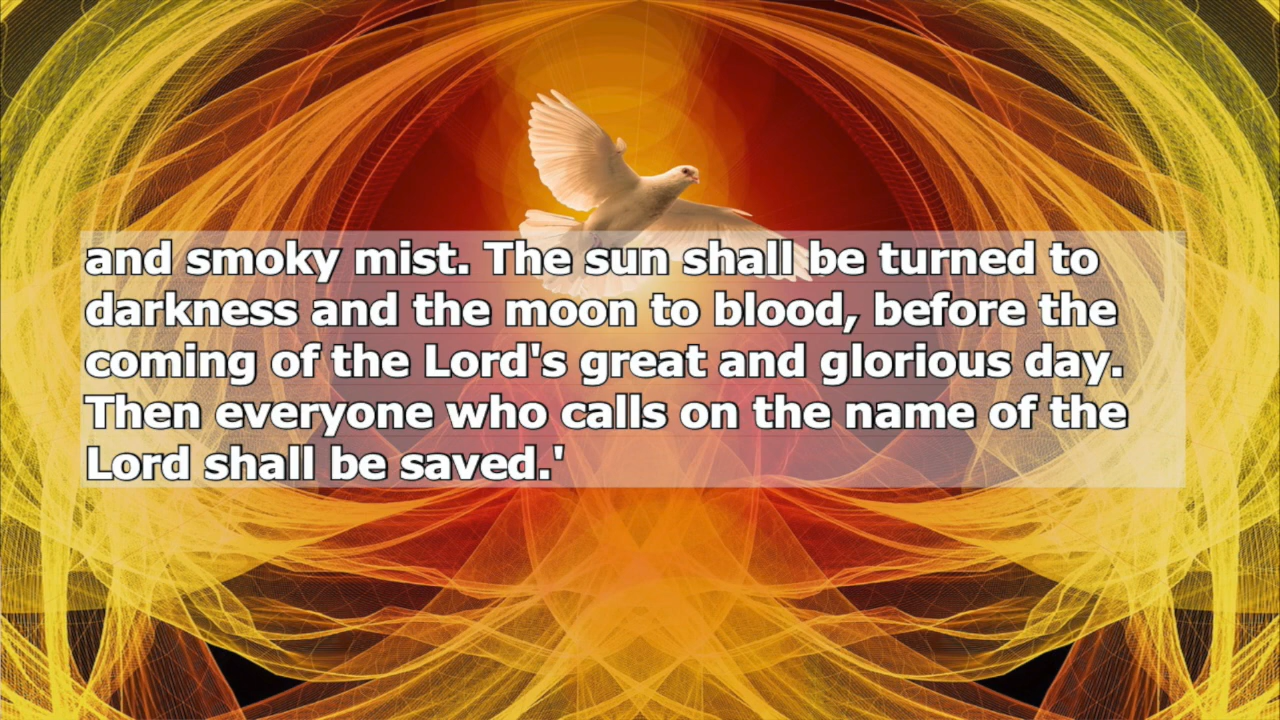 and smoky mist. The sun shall be turned to
darkness and the moon to blood, before the
coming of the Lord's great and glorious day.
Then everyone who calls on the name of the
Lord shall be saved.'